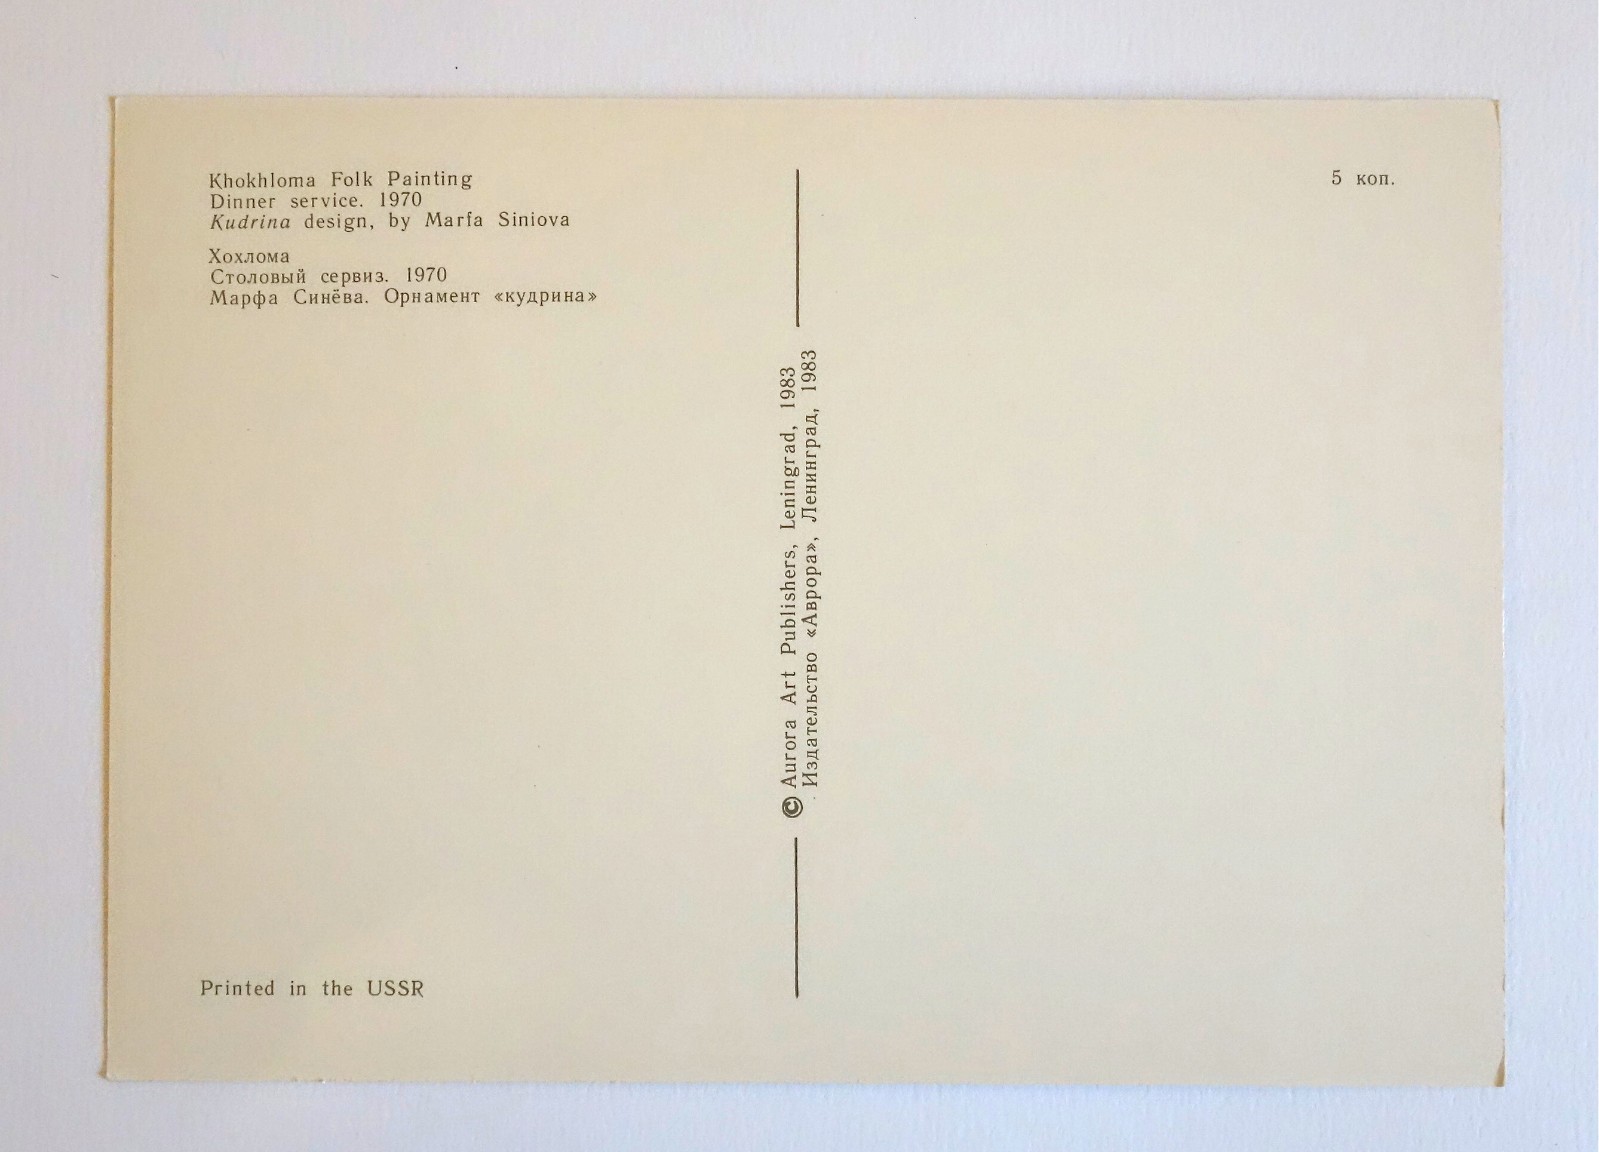 Khokhloma Folk Painting
Dinner service. 1970
Kudrina design, by Marfa Siniova
Хохлома
Столовый сервиз. 1970
Марфа Синёва. Орнамент «кудрина»
Printed in the USSR
© Aurora Art Publishers, Leningrad, 1983
Издательство «Аврора», Ленинград, 1983
5 коп.